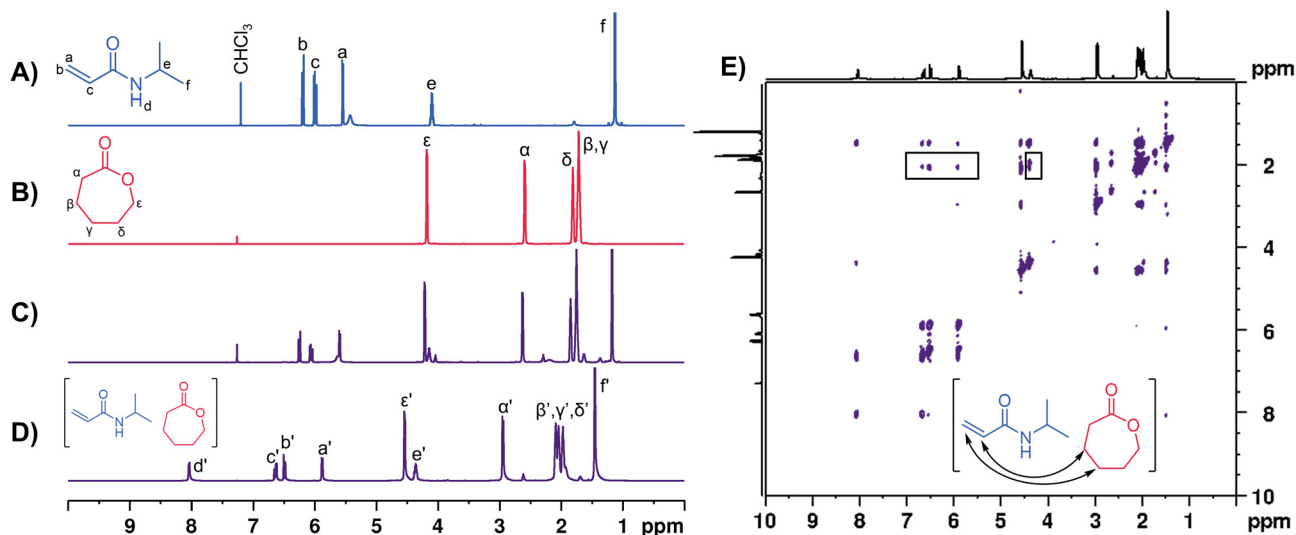 A)
O
a
b
c
N
H
d
e
f
CHCl3
b
c
a
e
f
B)
O
O
α
β
γ
δ
ε
ε
α
δ
β,γ
C)
D)
O
N
H
O
O
d'
c'
b'
a'
ε'
e'
α'
β',γ',δ'
f'
9 8 7 6 5 4 3 2 1 ppm
E)
ppm
2
4
6
8
10
O
N
H
O
O
10 9 8 7 6 5 4 3 2 1 ppm